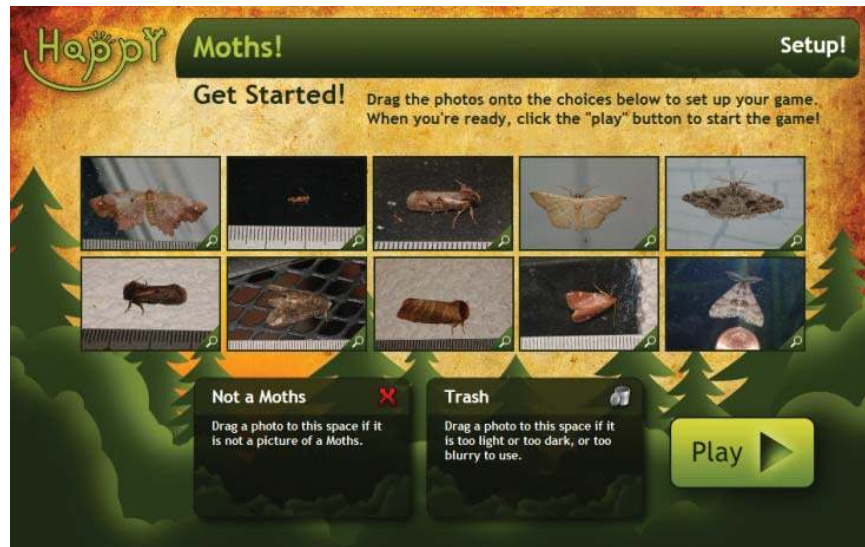 Happy
Moths!
Setup!
Get Started!
Drag the photos onto the choices below to set up your game.
When you're ready, click the "play" button to start the game!
Not a Moths
Drag a photo to this space if it
is not a picture of a Moths.
Trash
Drag a photo to this space if it
is too light or too dark, or too
blurry to use.
Play